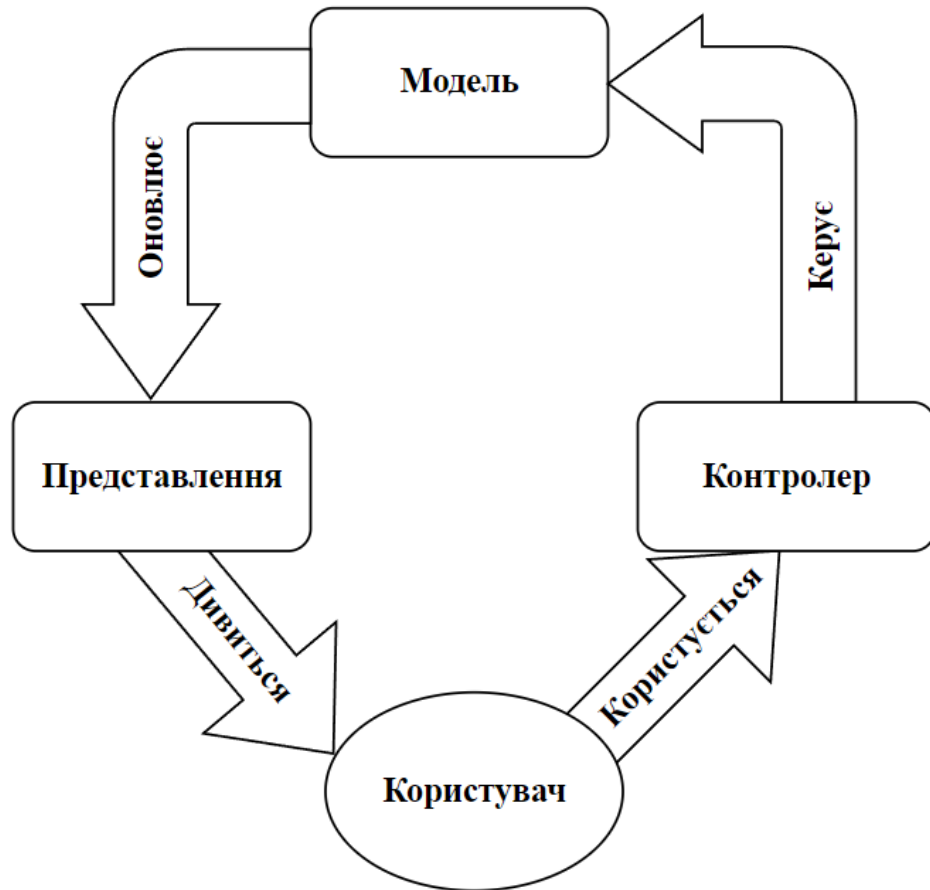 Модель
Оновлює
Керує
Представлення
Контролер
Дивиться
Користується
Користувач